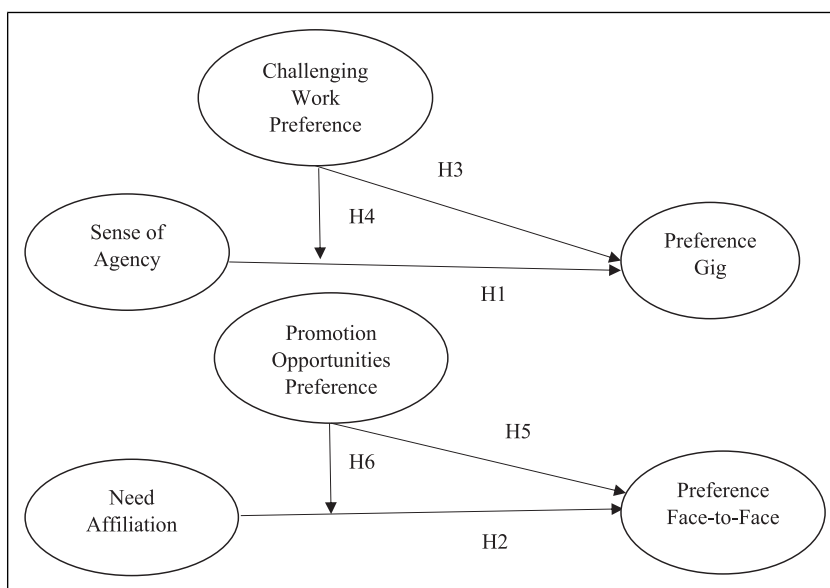 Challenging
Work
Preference
H3
H4
Sense of
Agency
Preference
Gig
H1
Promotion
Opportunities
Preference
H5
H6
Need
Affiliation
Preference
Face-to-Face
H2